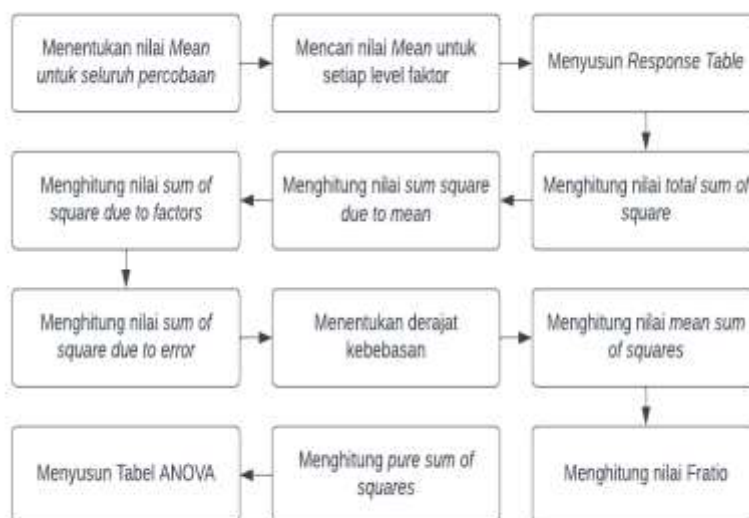 Menentukan nilai Mean
untuk seluruh percobaan
Mencari nilai Mean untuk
setiap level faktor
Menyusun Response Table
Menghitung nilai total sum of
square
Menghitung nilai sum square
due to mean
Menghitung nilai sum of
square due to factors
Menghitung nilai sum of
square due to error
Menentukan derajat
kebebasan
Menghitung nilai mean sum
of squares
Menghitung nilai Fratio
Menghitung pure sum of
squares
Menyusun Tabel ANOVA